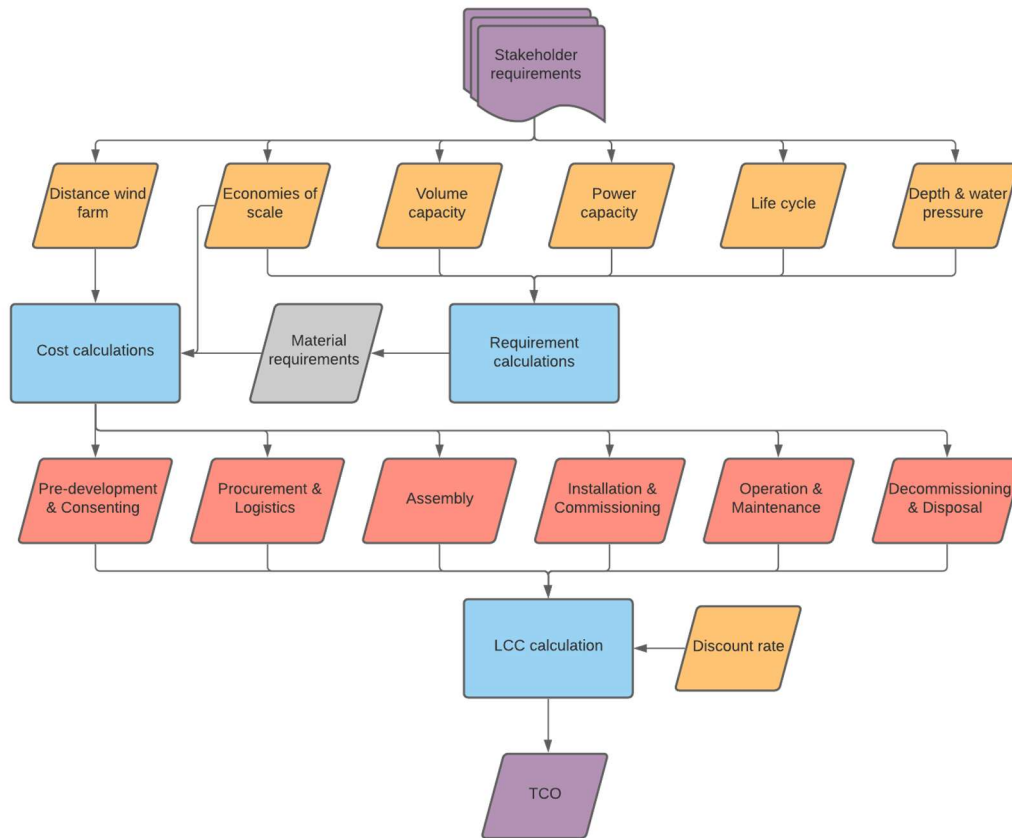 Stakeholder
requirements
Distance wind
farm
Economies of
scale
Volume
capacity
Power
capacity
Life cycle
Depth & water
pressure
Cost calculations
Material
requirements
Requirement
calculations
Pre-development
& Consenting
Procurement &
Logistics
Assembly
Installation &
Commissioning
Operation &
Maintenance
Decommissioning
& Disposal
LCC calculation
Discount rate
TCO